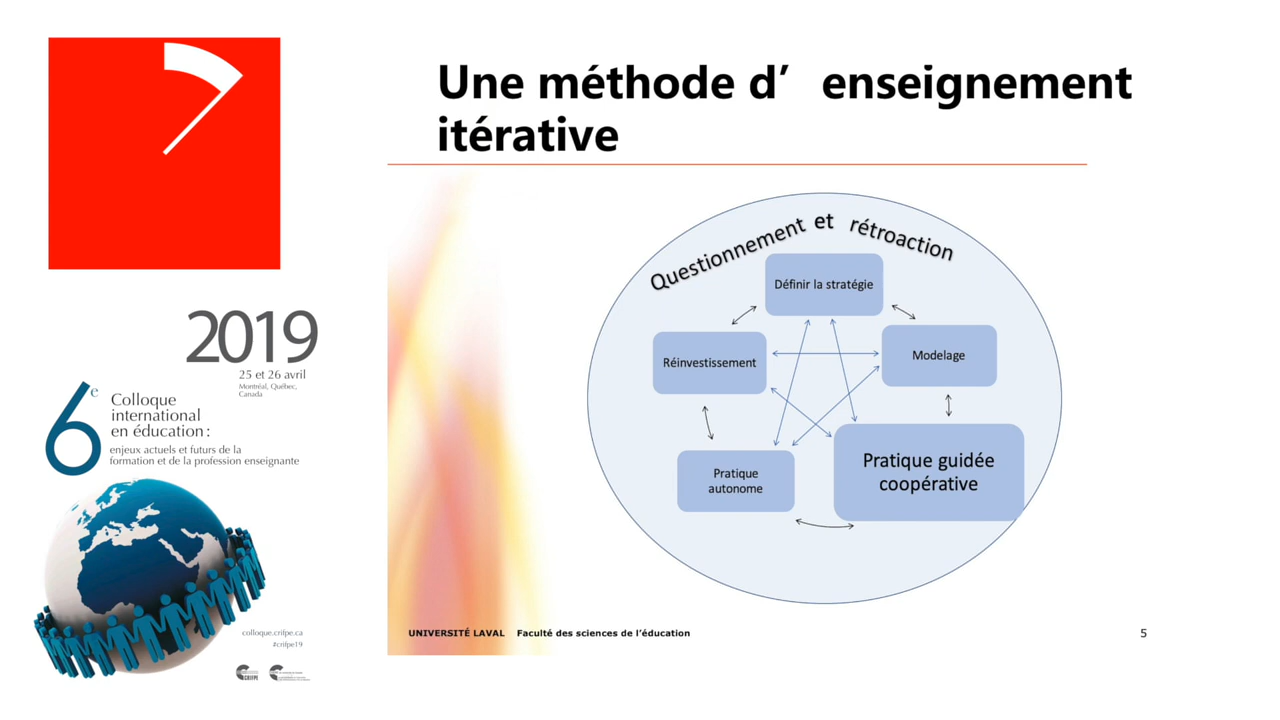 Une méthode d’ enseignement
itérative
Questionnement et rétroaction
Définir la stratégie
Réinvestissement
Modelage
Pratique
autonome
Pratique guidée
coopérative
UNIVERSITÉ LAVAL Faculté des sciences de l’éducation
5
2019
25 et 26 avril
Montréal, Québec,
Canada
6e
Colloque
international
en éducation :
enjeux actuels et futurs de la
formation et de la profession enseignante
colloque.crifpe.ca
#crifpe19
CRIFPE